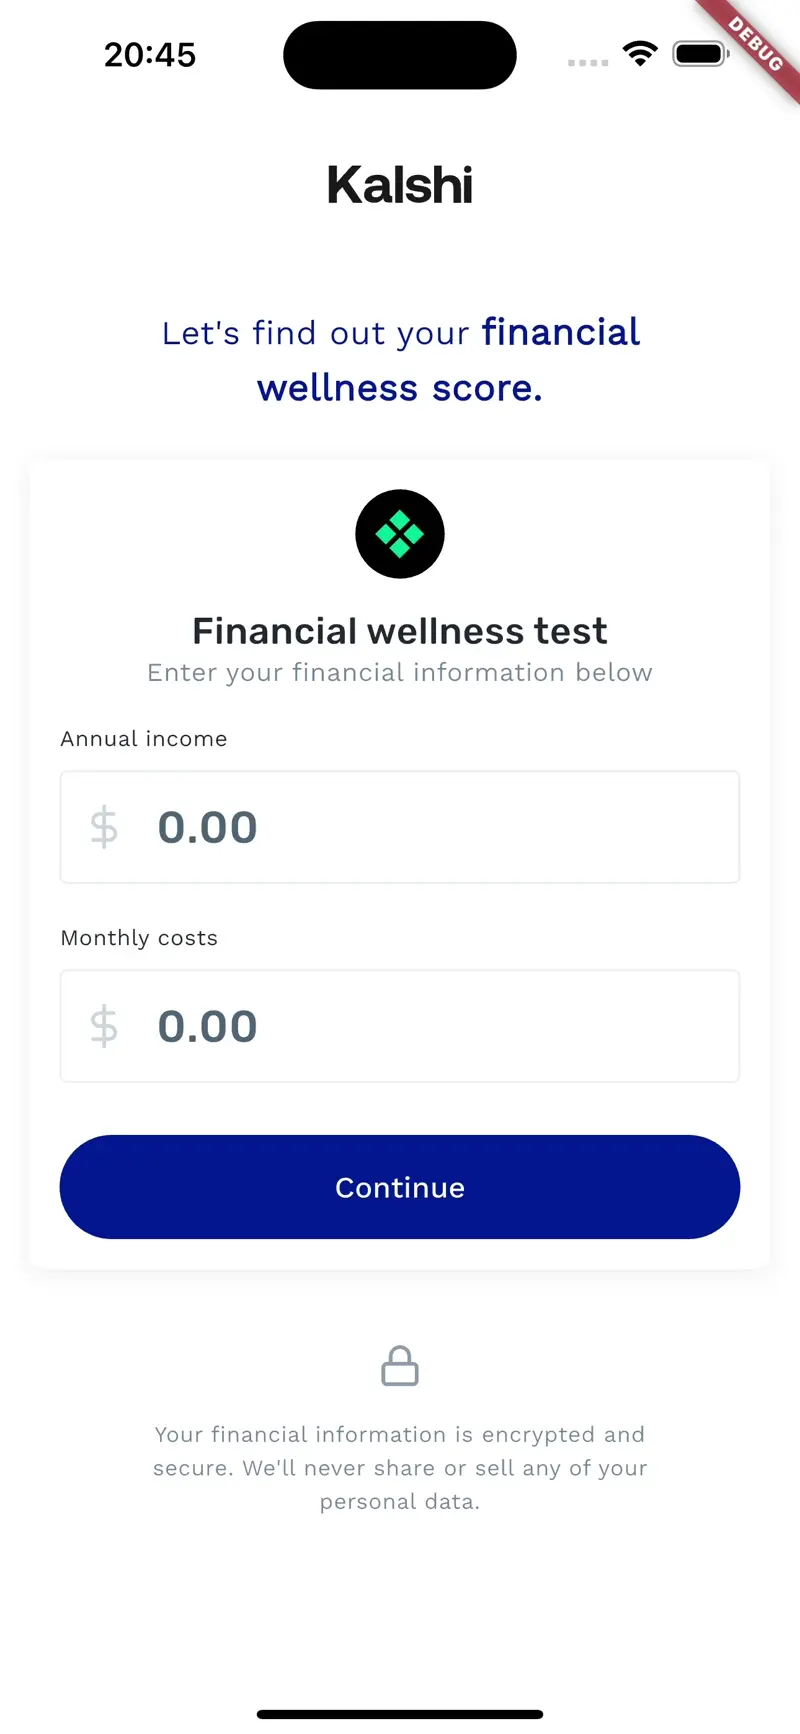 20:45
DEBUG
Kalshi
Let's find out your financial
wellness score.
Financial wellness test
Enter your financial information below
Annual income
$ 0.00
Monthly costs
$ 0.00
Continue
Your financial information is encrypted and
secure. We'll never share or sell any of your
personal data.